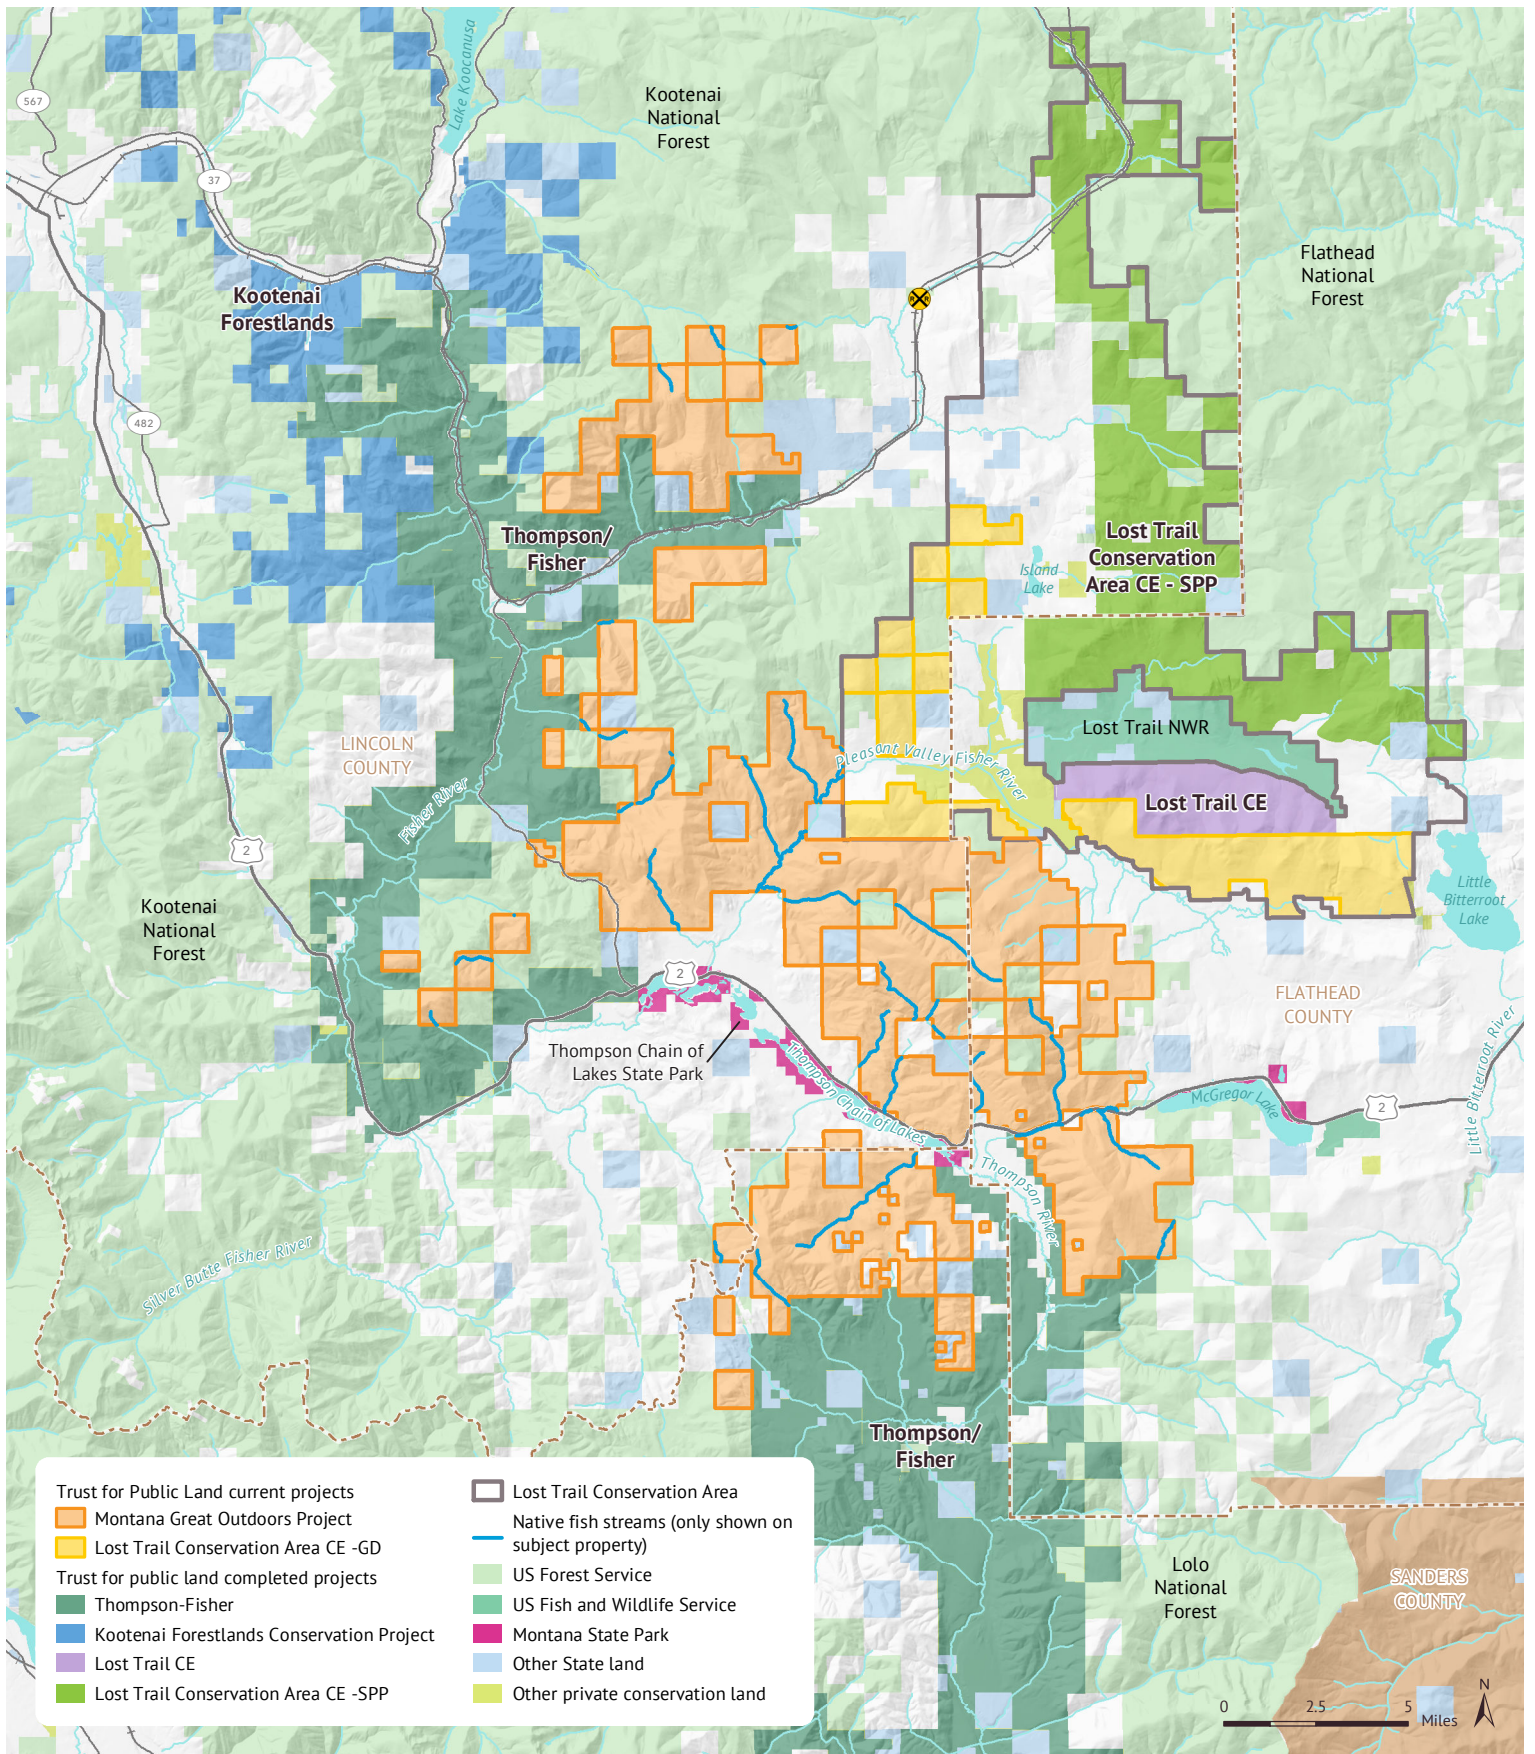 Lake Koocanusa
Kootenai
National
Forest
567
37
Flathead
National
Forest
Kootenai
Forestlands
R R
482
Thompson/
Fisher
Lost Trail
Conservation
Area CE - SPP
Island
Lake
Lost Trail NWR
LINCOLN
COUNTY
Pleasant Valley Fisher River
Lost Trail CE
Fisher River
2
Little
Bitterroot
Lake
Kootenai
National
Forest
2
FLATHEAD
COUNTY
Thompson Chain of
Lakes State Park
Thompson Chain of Lakes
McGregor Lake
2
Little Bitterroot River
Thompson River
Silver Butte Fisher River
Thompson/
Fisher
Lolo
National
Forest
SANDERS
COUNTY
Trust for Public Land current projects
Montana Great Outdoors Project
Lost Trail Conservation Area CE -GD
Trust for public land completed projects
Thompson-Fisher
Kootenai Forestlands Conservation Project
Lost Trail CE
Lost Trail Conservation Area CE -SPP
Lost Trail Conservation Area
Native fish streams (only shown on
subject property)
US Forest Service
US Fish and Wildlife Service
Montana State Park
Other State land
Other private conservation land
0 2.5 5
Miles
N